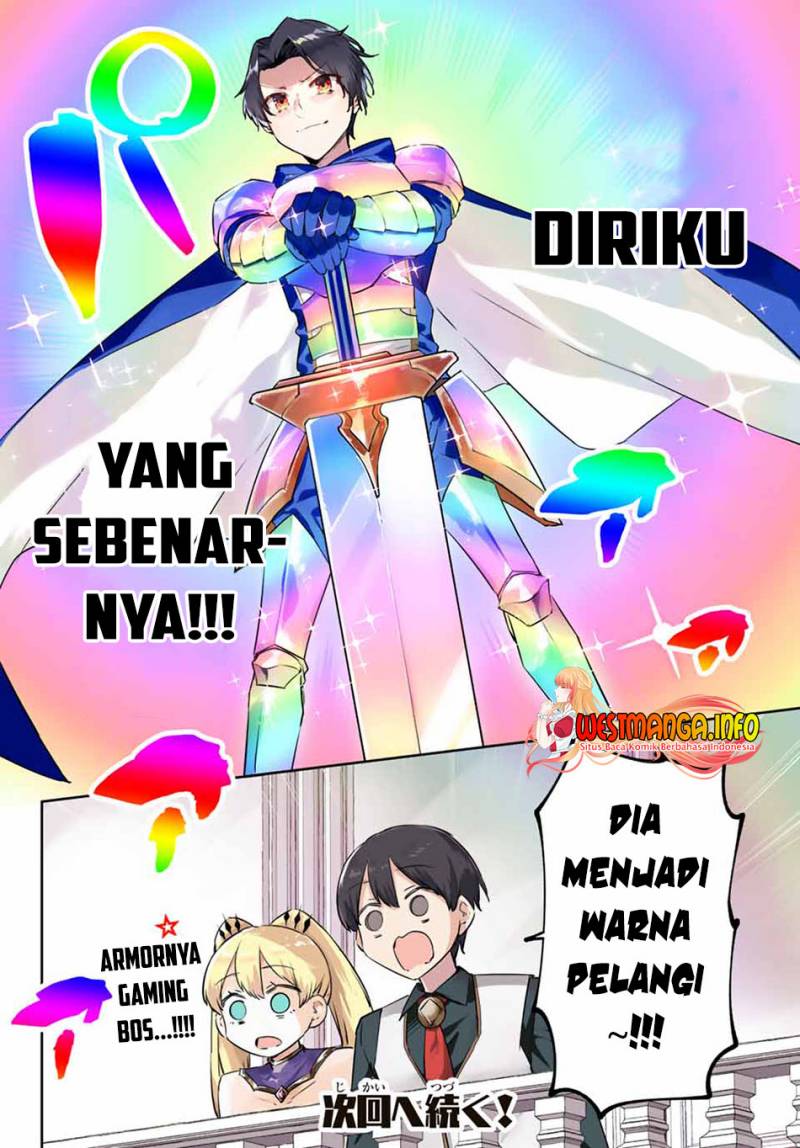 DIRIKU
YANG
SEBENAR-
NYA!!!
WESTMANGA.INFO
Situs Baca Komik Berbahasa Indonesia
DIA
MENJADI
WARNA
PELANGI
~!!!
ARMORNYA
GAMING
BOS...!!!!
じかい つづ
次回へ続く!